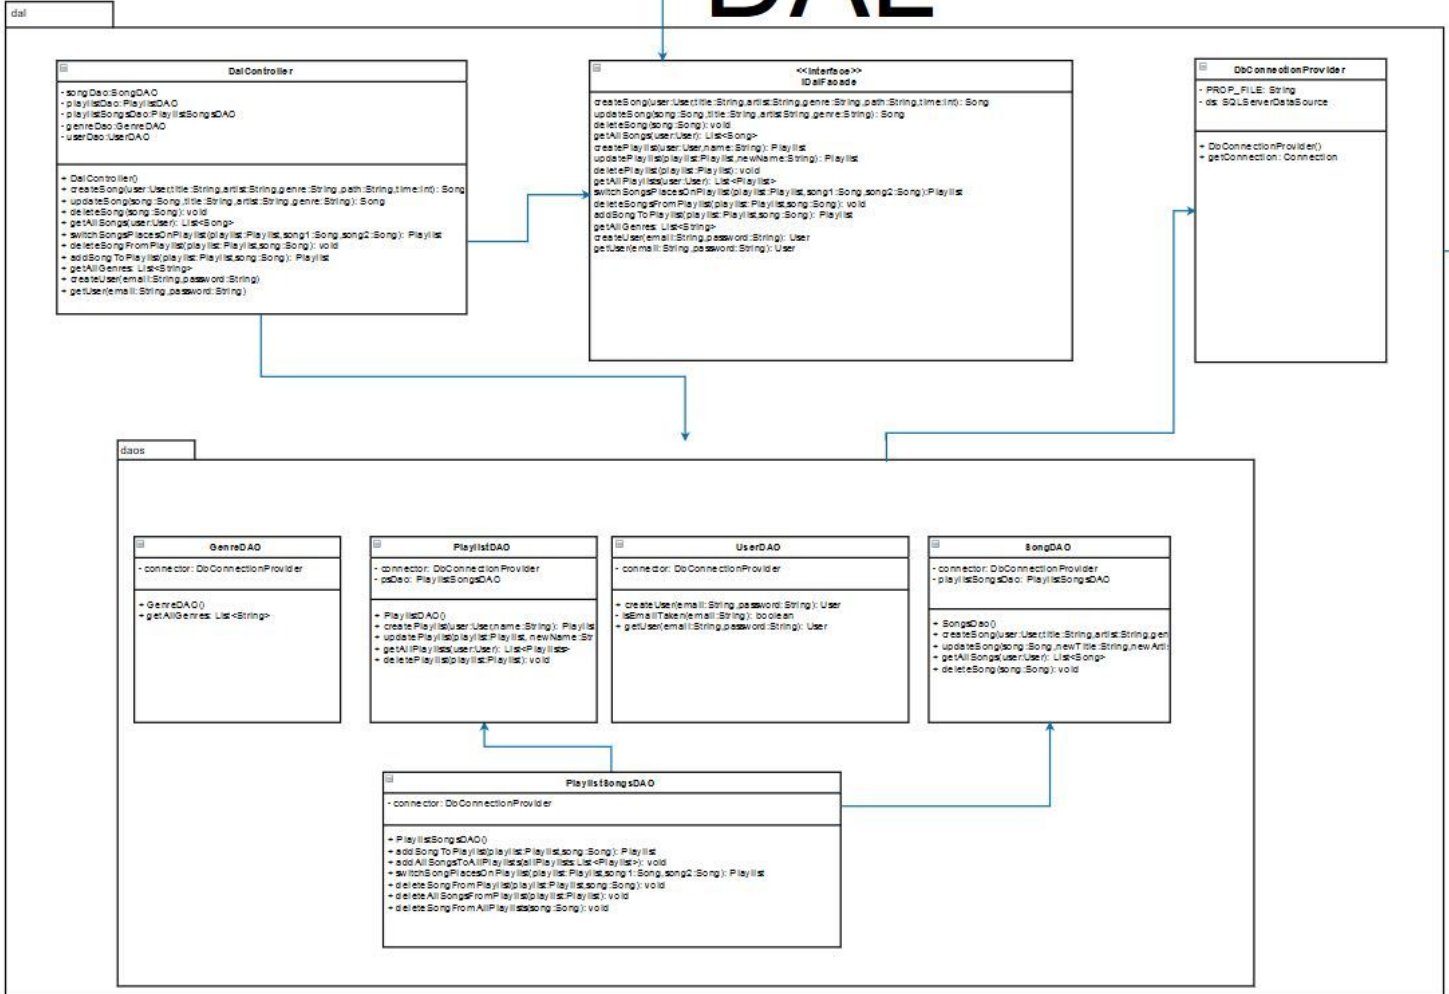 DAL
dal
DalController
- songDao:SongDAO
- playlistDao:PlaylistDAO
- playlistSongsDao:PlaylistSongsDAO
- genreDao:GenreDAO
- userDao:UserDAO
+ DalController()
+ createSong(user:User,title:String,artist:String,genre:String,path:String,time:int): Song
+ updateSong(song:Song,title:String,artist:String,genre:String): Song
+ deleteSong(song:Song): void
+ getAllSongs(user:User): List<Song>
+ switchSongsPlacesOnPlaylist(playlist:Playlist,song1:Song,song2:Song): Playlist
+ deleteSongFromPlaylist(playlist:Playlist,song:Song): void
+ addSongToPlaylist(playlist:Playlist,song:Song): Playlist
+ getAllGenres: List<String>
+ createUser(email:String,password:String)
+ getUser(email:String,password:String)
<<Interface>>
IDalFacade
createSong(user:User,title:String,artist:String,genre:String,path:String,time:int): Song
updateSong(song:Song,title:String,artist:String,genre:String): Song
deleteSong(song:Song): void
getAllSongs(user:User): List<Song>
createPlaylist(user:User,name:String): Playlist
updatePlaylist(playlist:Playlist,newName:String): Playlist
deletePlaylist(playlist:Playlist): void
getAllPlaylists(user:User): List<Playlist>
switchSongsPlacesOnPlaylist(playlist:Playlist,song1:Song,song2:Song):Playlist
deleteSongsFromPlaylist(playlist:Playlist,song:Song): void
addSongToPlaylist(playlist:Playlist,song:Song): Playlist
getAllGenres: List<String>
createUser(email:String,password:String): User
getUser(email:String,password:String): User
DbConnectionProvider
- PROP_FILE: String
- ds: SQLServerDataSource
+ DbConnectionProvider()
+ getConnection: Connection
daos
GenreDAO
- connector: DbConnectionProvider
+ GenreDAO()
+ getAllGenres: List<String>
PlaylistDAO
- connector: DbConnectionProvider
- psDao: PlaylistSongsDAO
+ PlaylistDAO()
+ createPlaylist(user:User,name:String): Playlis
+ updatePlaylist(playlist:Playlist, newName:Str
+ getAllPlaylists(user:User): List<Playlists>
+ deletePlaylist(playlist:Playlist): void
UserDAO
- connector: DbConnectionProvider
+ createUser(email:String,password:String): User
- isEmailTaken(email:String): boolean
+ getUser(email:String,password:String): User
SongDAO
- connector: DbConnectionProvider
- playlistSongsDao: PlaylistSongsDAO
+ SongsDao()
+ createSong(user:User,title:String,artist:String,gen
+ updateSong(song:Song,newTitle:String,newArti
+ getAllSongs(user:User): List<Song>
+ deleteSong(song:Song): void
PlaylistSongsDAO
- connector: DbConnectionProvider
+ PlaylistSongsDAO()
+ addSongToPlaylist(playlist:Playlist,song:Song): Playlist
+ addAllSongsToAllPlaylists(allPlaylists:List<Playlist>): void
+ switchSongPlacesOnPlaylist(playlist:Playlist,song1:Song,song2:Song): Playlist
+ deleteSongFromPlaylist(playlist:Playlist,song:Song): void
+ deleteAllSongsFromPlaylist(playlist:Playlist): void
+ deleteSongFromAllPlaylists(song:Song): void